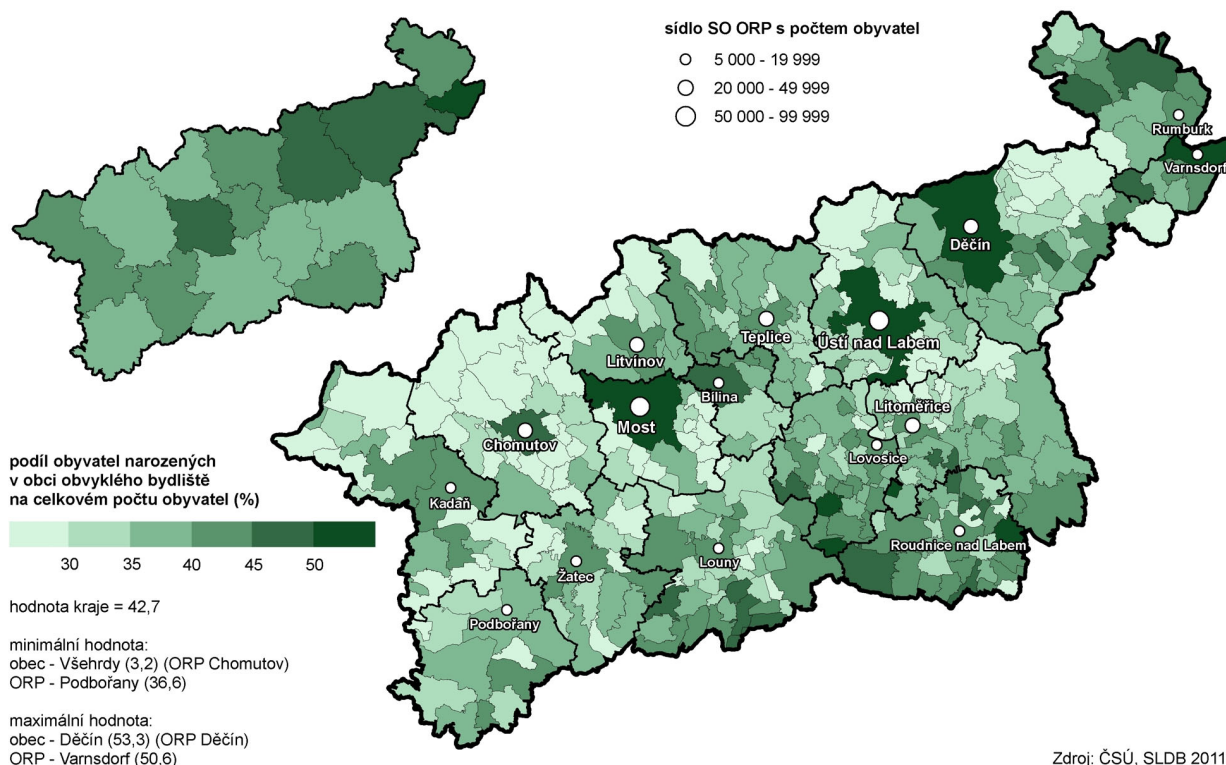 sídlo SO ORP s počtem obyvatel
5 000 - 19 999
20 000 - 49 999
50 000 - 99 999
Rumburk
Varnsdorf
Děčín
Teplice
Ústí nad Labem
Litvínov
Bílina
Most
Litoměřice
Chomutov
Lovosice
Kadaň
Roudnice nad Labem
Louny
Žatec
Podbořany
podíl obyvatel narozených
v obci obvyklého bydliště
na celkovém počtu obyvatel (%)
30 35 40 45 50
hodnota kraje = 42,7
minimální hodnota:
obec - Všehrdy (3,2) (ORP Chomutov)
ORP - Podbořany (36,6)
maximální hodnota:
obec - Děčín (53,3) (ORP Děčín)
ORP - Varnsdorf (50,6)
Zdroj: ČSÚ, SLDB 2011